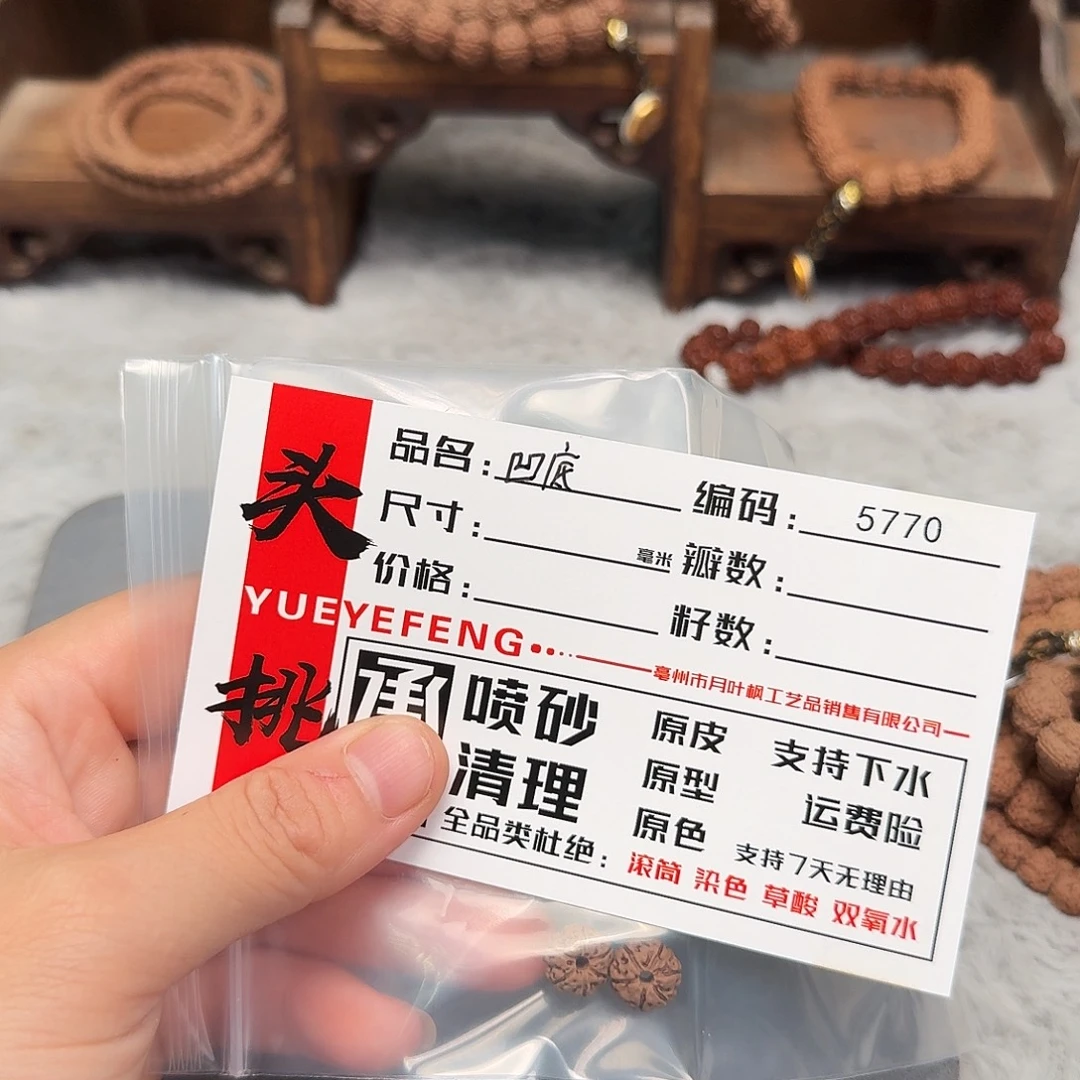 头挑
品名：凹底
编码：5770
尺寸：毫米
瓣数：
价格：
籽数：
YUEYEFENG
亳州市月叶枫工艺品销售有限公司
承
喷砂
清理
原皮
原型
原色
支持下水
运费险
支持7天无理由
全品类杜绝：滚筒 染色 草酸 双氧水